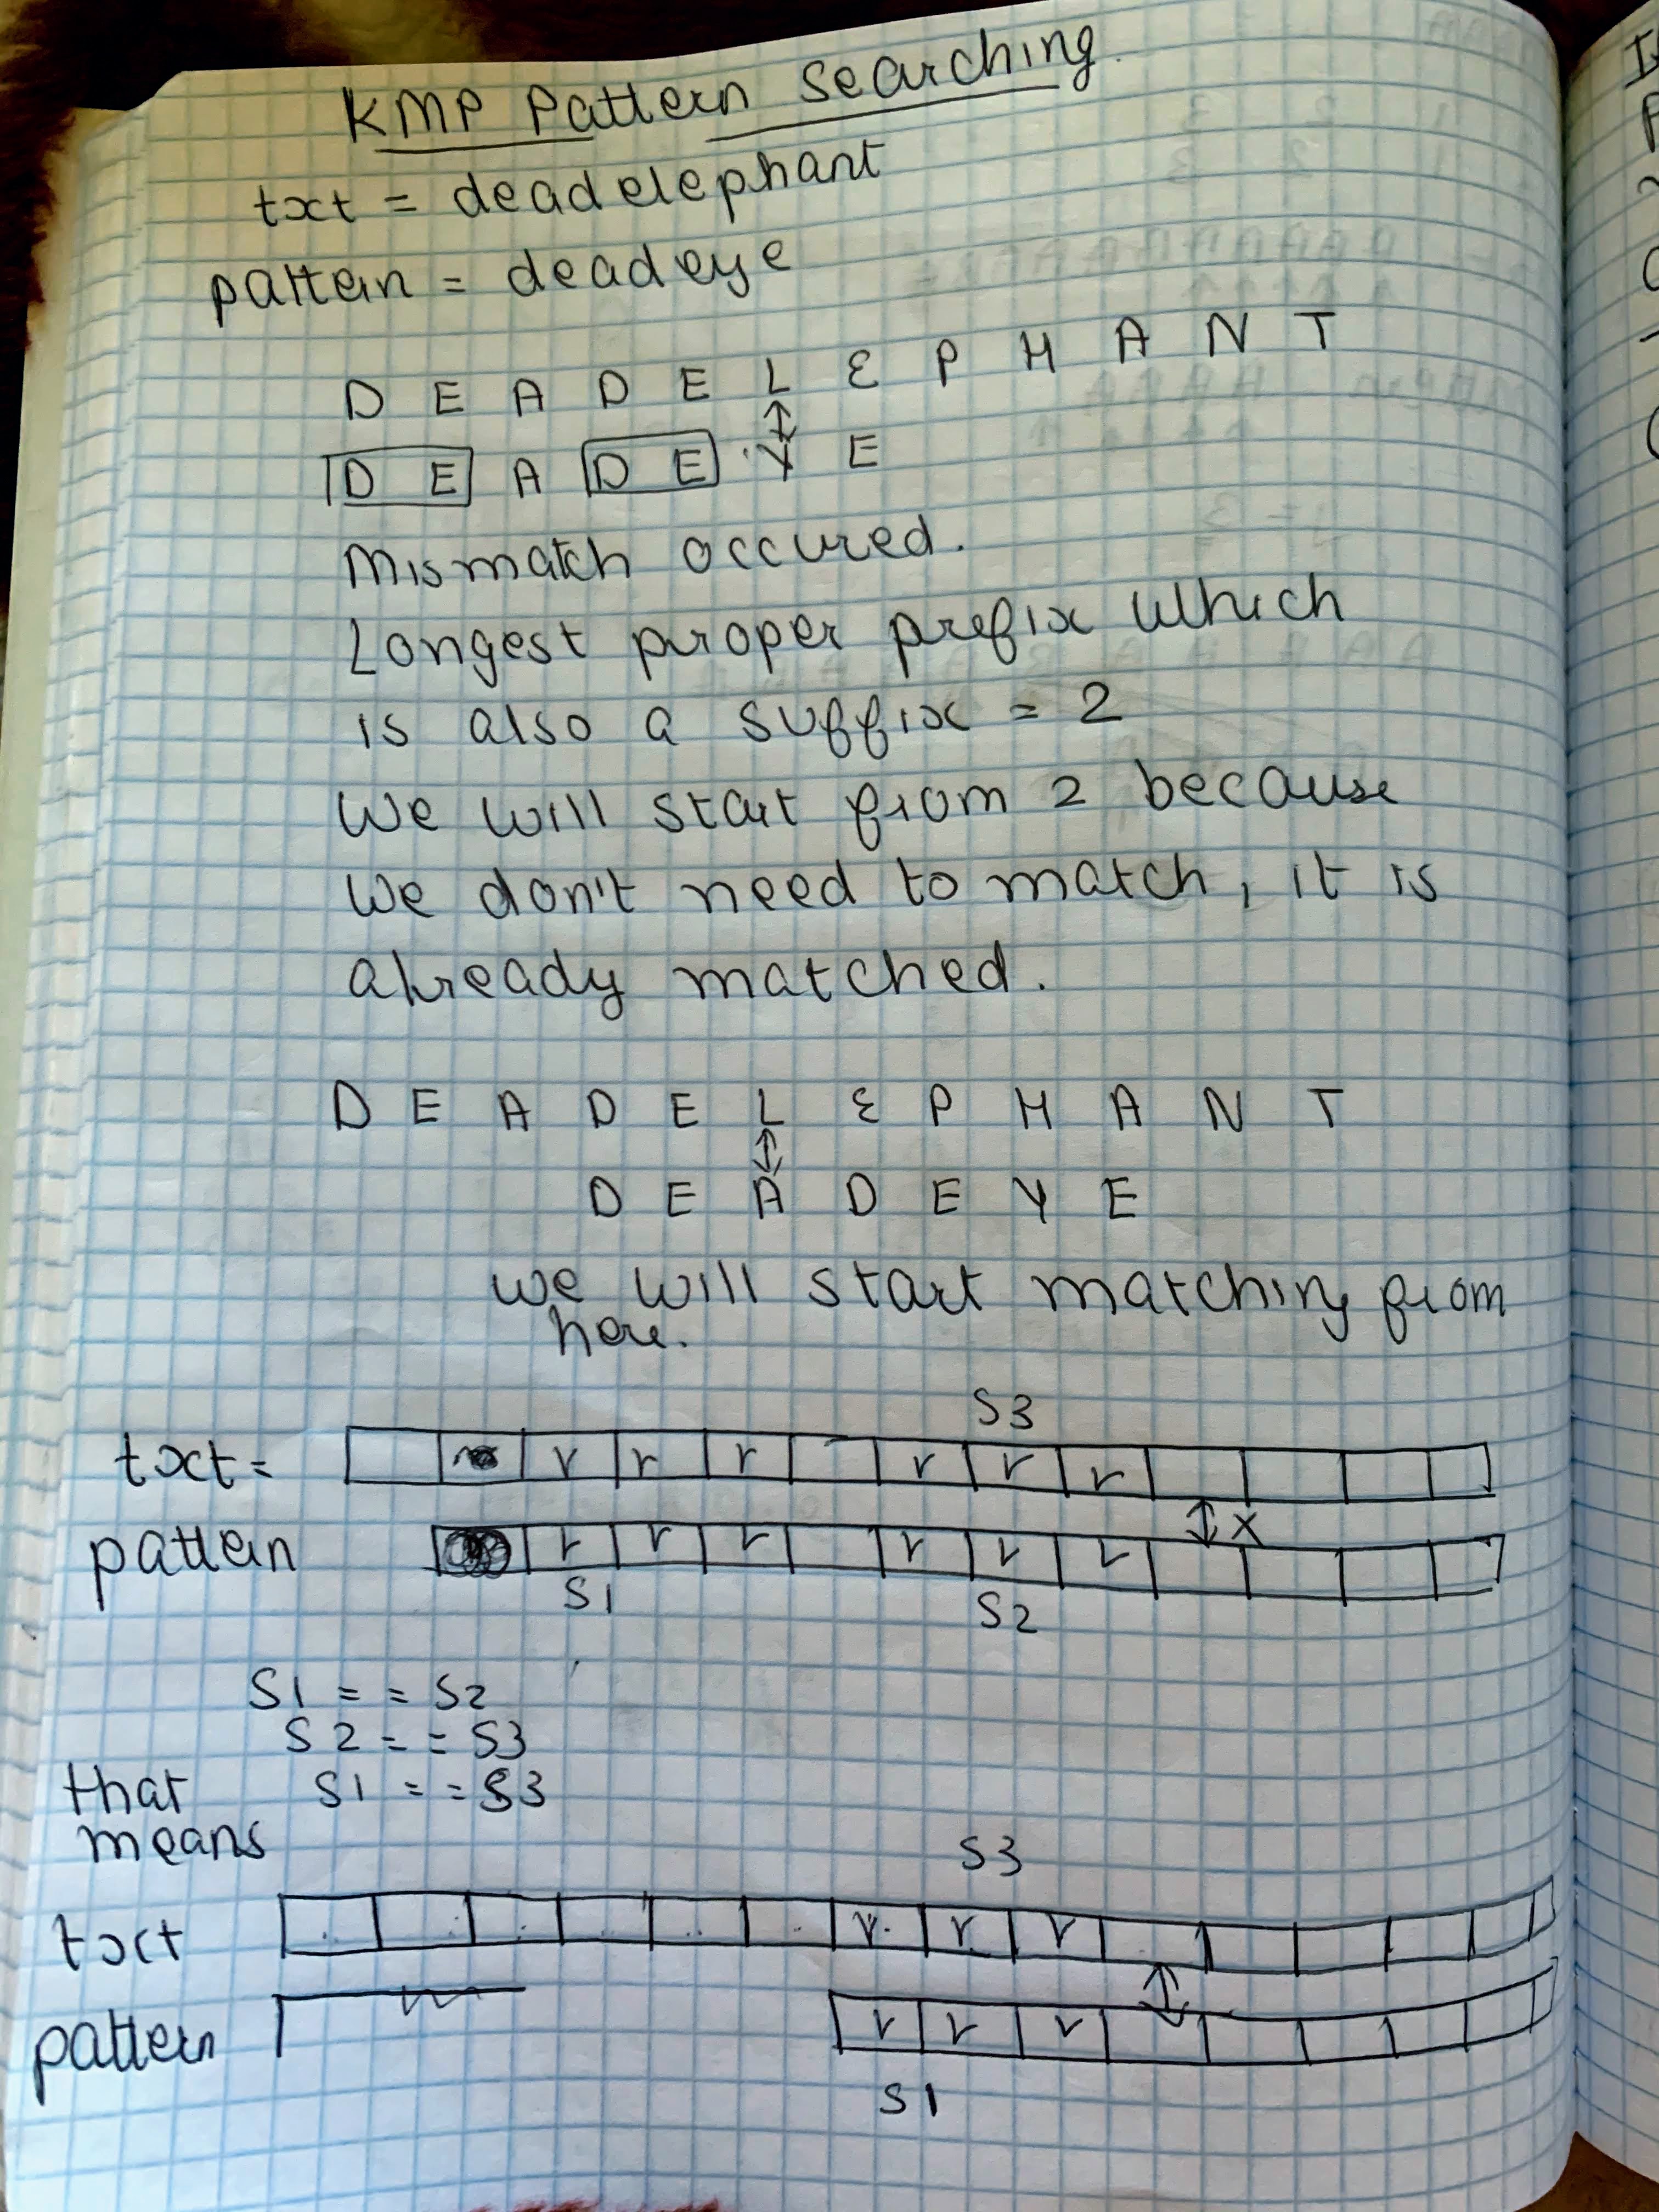 KMP Pattern Searching
txt = deadelephant
pattern = deadeye
D E A D E L E P H A N T
D E A D E Y E
Mismatch occured.
Longest proper prefix which
is also a suffix = 2
We will start from 2 because
we don't need to match, it is
already matched.
D E A D E L E P H A N T
D E A D E Y E
we will start matching from
here.
S3
txt =
x
pattern
S1 S2
S1 == S2
S2 == S3
that S1 == S3
means
S3
txt
pattern
S1